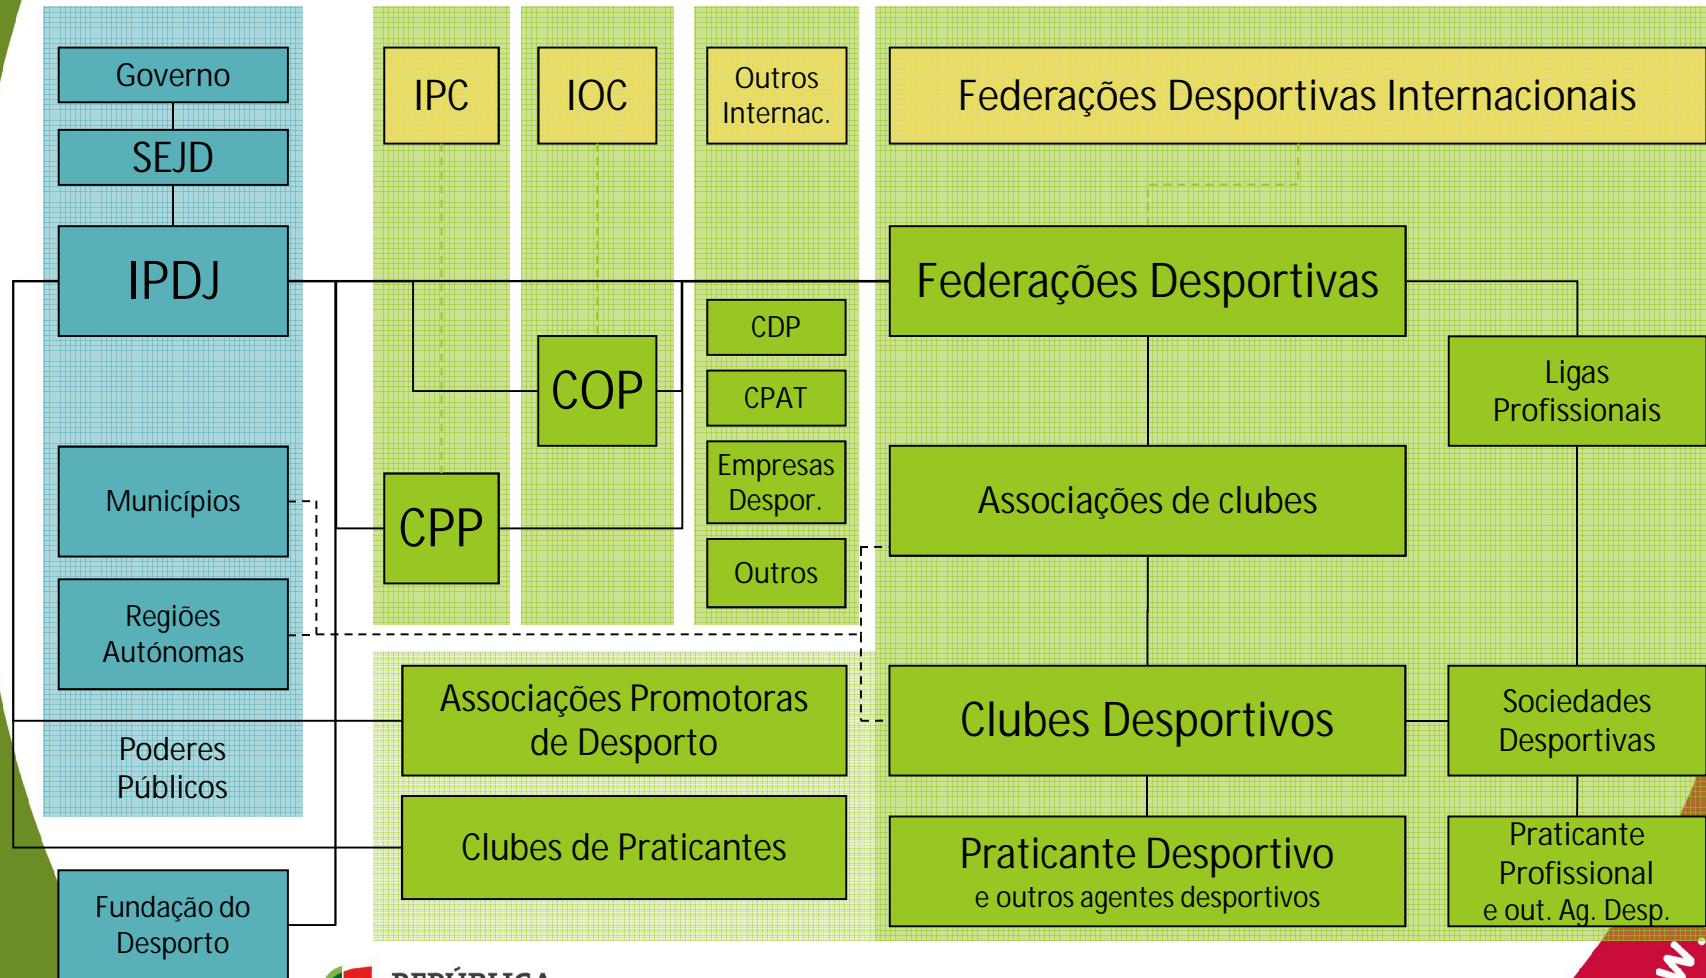 Governo
SEJD
IPDJ
Municípios
Regiões
Autónomas
Poderes
Públicos
Fundação do
Desporto
IPC
IOC
Outros
Internac.
Federações Desportivas Internacionais
COP
CPP
CDP
CPAT
Empresas
Despor.
Outros
Federações Desportivas
Ligas
Profissionais
Associações de clubes
Associações Promotoras
de Desporto
Clubes Desportivos
Sociedades
Desportivas
Clubes de Praticantes
Praticante Desportivo
e outros agentes desportivos
Praticante
Profissional
e out. Ag. Desp.
REPÚBLICA
w.